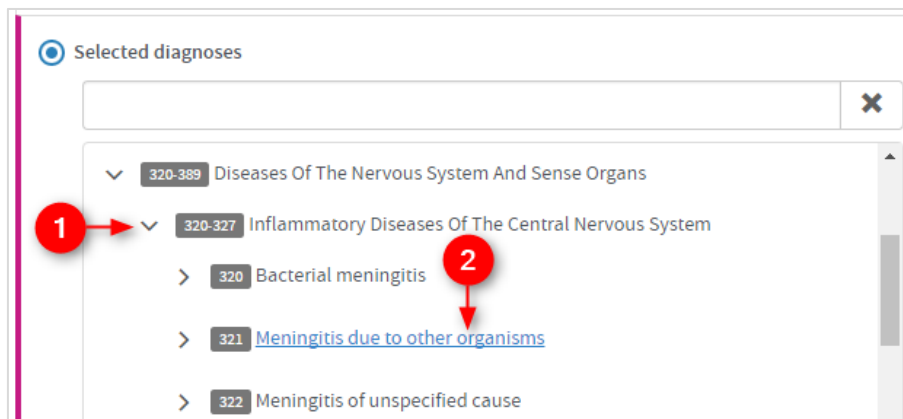 Selected diagnoses
320-389 Diseases Of The Nervous System And Sense Organs
1 320-327 Inflammatory Diseases Of The Central Nervous System
2
320 Bacterial meningitis
321 Meningitis due to other organisms
322 Meningitis of unspecified cause